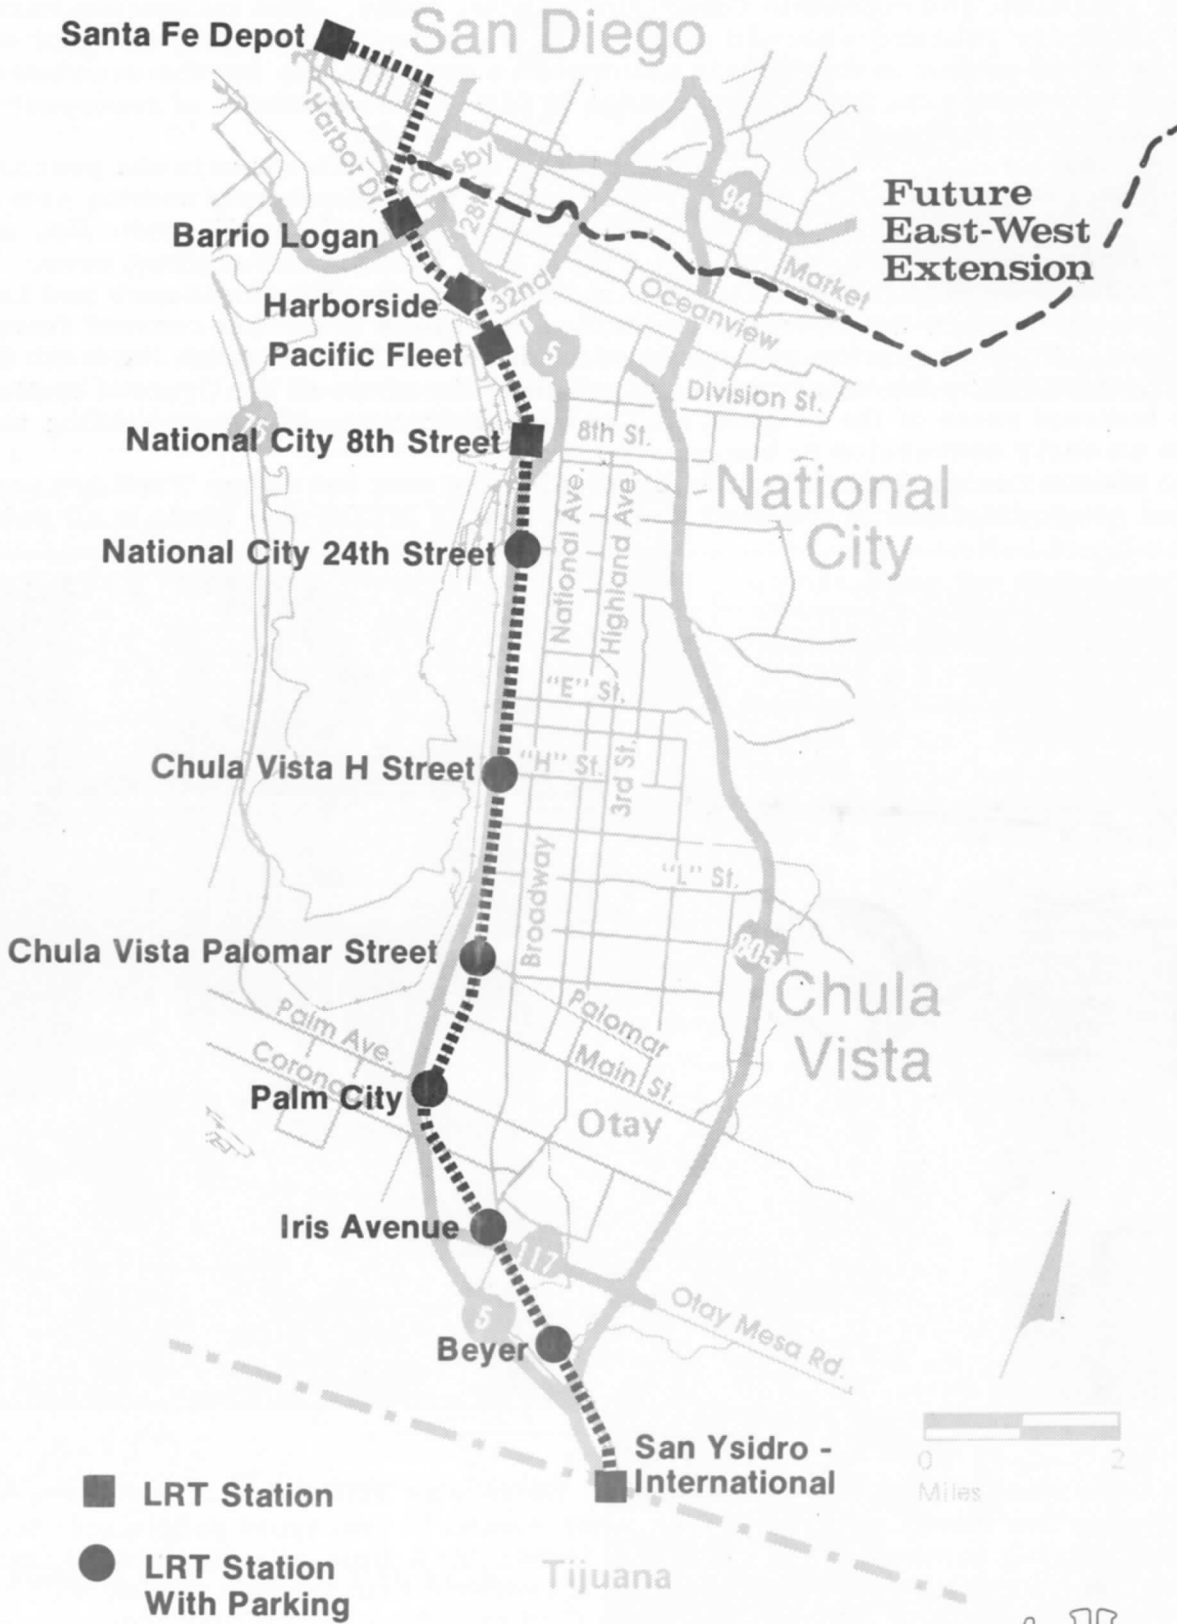 Santa Fe Depot
San Diego
Harbor Dr.
Crosby
28th
94
Future
East-West
Extension
Barrio Logan
Market
Harborside
32nd
Oceanview
Pacific Fleet
5
Division St.
75
National City 8th Street
8th St.
National
City
National City 24th Street
National Ave.
Highland Ave.
"E" St.
Chula Vista H Street
"H" St.
3rd St.
"L" St.
Broadway
805
Chula Vista Palomar Street
Chula
Vista
Palm Ave.
Palomar
Main St.
Palm City
Otay
Iris Avenue
117
5
Otay Mesa Rd.
Beyer
San Ysidro -
International
0 2
Miles
LRT Station
Tijuana
LRT Station
With Parking